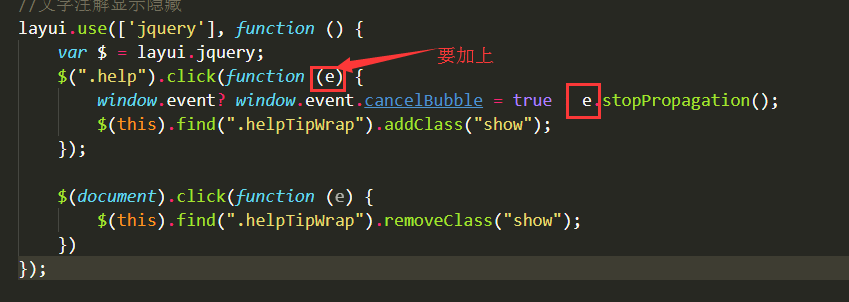 //文字注解显示隐藏
layui.use(['jquery'], function () {
var $ = layui.jquery;
要加上
$(".help").click(function (e) {
window.event? window.event.cancelBubble = true e.stopPropagation();
$(this).find(".helpTipWrap").addClass("show");
});
$(document).click(function (e) {
$(this).find(".helpTipWrap").removeClass("show");
})
});